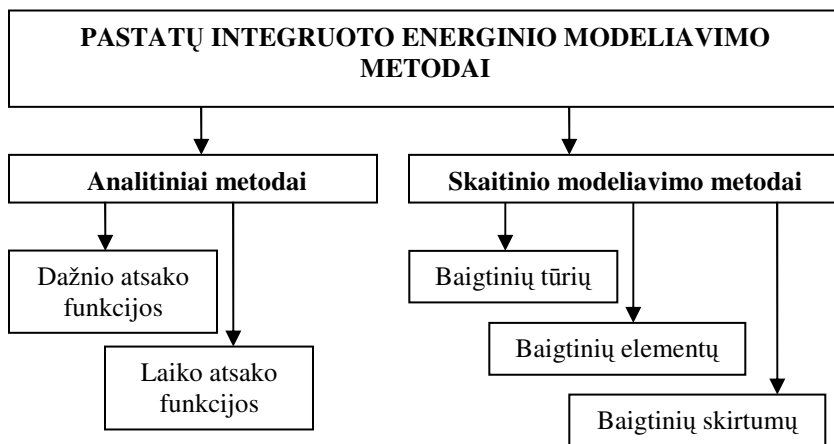 PASTATŲ INTEGRUOTO ENERGINIO MODELIAVIMO
METODAI
Analitiniai metodai
Skaitinio modeliavimo metodai
Dažnio atsako
funkcijos
Baigtinių tūrių
Baigtinių elementų
Laiko atsako
funkcijos
Baigtinių skirtumų